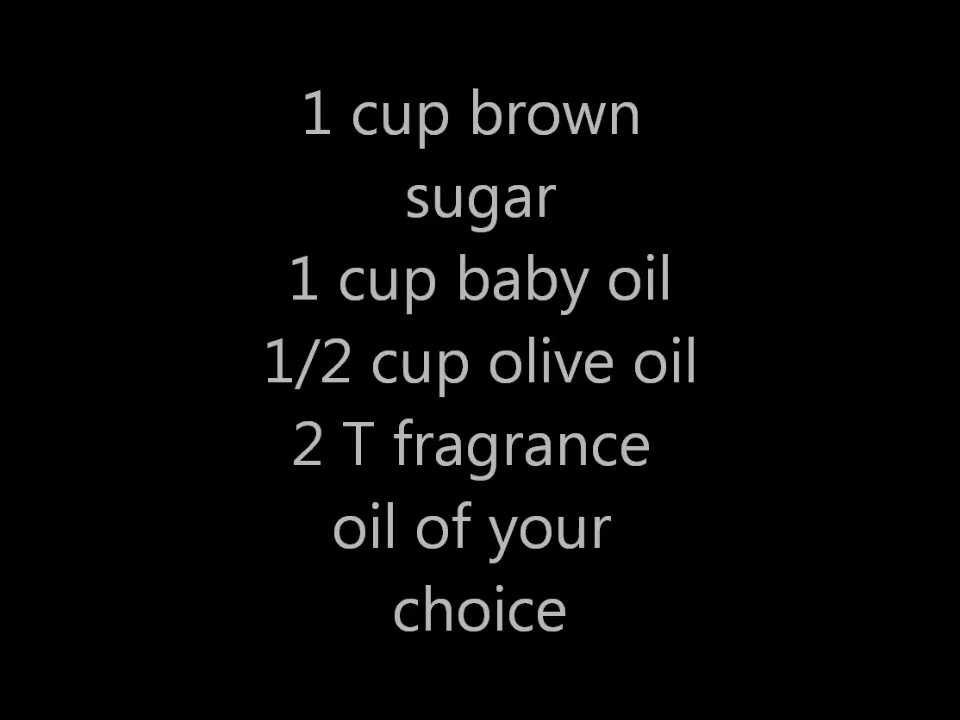 1 cup brown
sugar
1 cup baby oil
1/2 cup olive oil
2 T fragrance
oil of your
choice